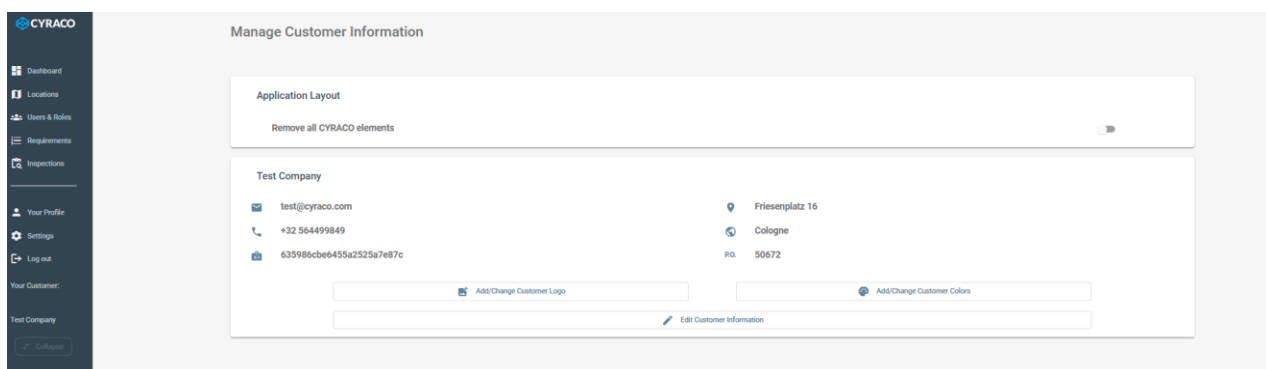 CYRACO
Dashboard
Locations
Users & Roles
Requirements
Inspections
Your Profile
Settings
Log out
Your Customer:
Test Company
Collapse
Manage Customer Information
Application Layout
Remove all CYRACO elements
Test Company
test@cyraco.com
Friesenplatz 16
+32 564499849
Cologne
635986cbe6455a2525a7e87c
P.O. 50672
Add/Change Customer Logo
Add/Change Customer Colors
Edit Customer Information